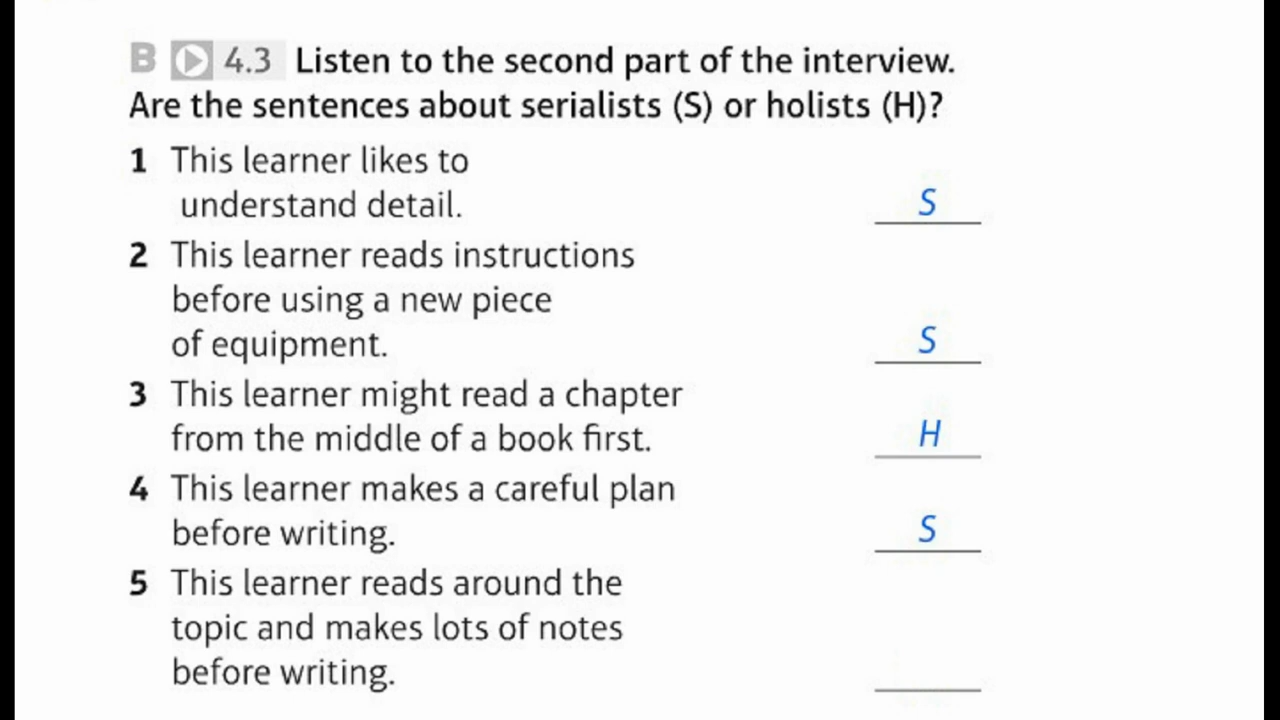 B 4.3 Listen to the second part of the interview.
Are the sentences about serialists (S) or holists (H)?
1 This learner likes to
understand detail. S
2 This learner reads instructions
before using a new piece
of equipment. S
3 This learner might read a chapter
from the middle of a book first. H
4 This learner makes a careful plan
before writing. S
5 This learner reads around the
topic and makes lots of notes
before writing.